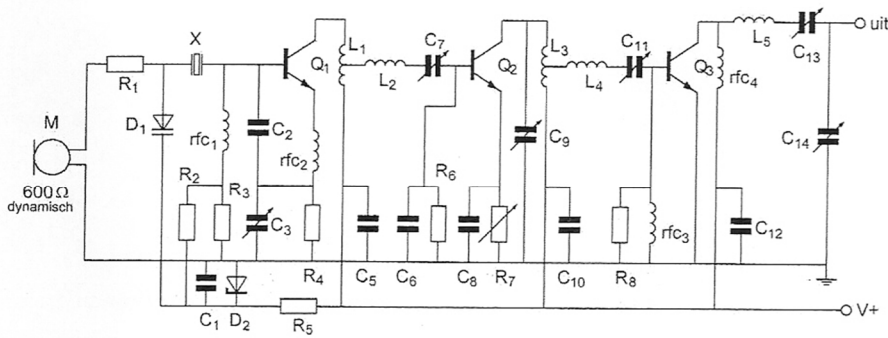 X
L1
C7
L3
C11
L5
C13
uit
R1
Q1
L2
Q2
L4
Q3
rfc4
M
D1
rfc1
C2
rfc2
C9
C14
600Ω
dynamisch
R2
R3
C3
R6
rfc3
C12
R4
C5
C6
C8
R7
C10
R8
C1
D2
R5
V+